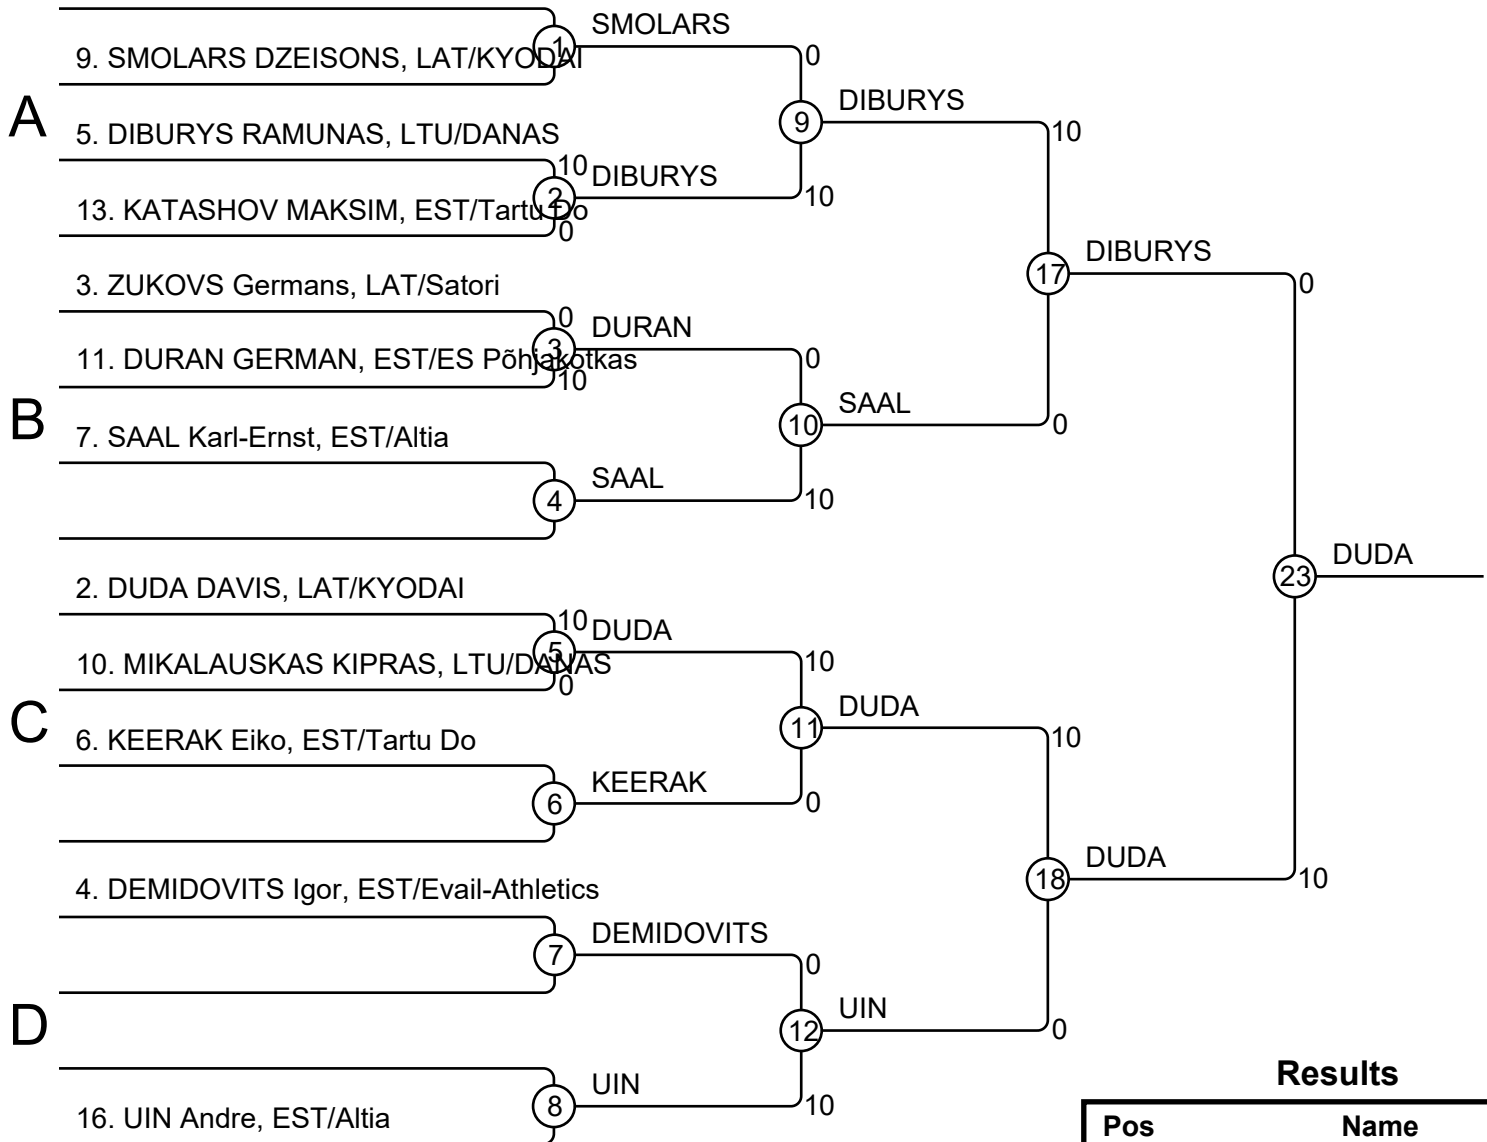 SMOLARS
9. SMOLARS DZEISONS, LAT/KYODAI
1
0
A
DIBURYS
9
10
5. DIBURYS RAMUNAS, LTU/DANAS
10
DIBURYS
2
10
13. KATASHOV MAKSIM, EST/Tartu Do
0
DIBURYS
17
0
3. ZUKOVS Germans, LAT/Satori
0
DURAN
3
0
11. DURAN GERMAN, EST/ES Põhjakotkas
10
B
SAAL
10
0
7. SAAL Karl-Ernst, EST/Altia
SAAL
4
10
DUDA
23
2. DUDA DAVIS, LAT/KYODAI
10
DUDA
5
10
10. MIKALAUSKAS KIPRAS, LTU/DANAS
0
C
DUDA
11
10
6. KEERAK Eiko, EST/Tartu Do
KEERAK
6
0
DUDA
18
10
4. DEMIDOVITS Igor, EST/Evail-Athletics
DEMIDOVITS
7
0
D
UIN
12
0
UIN
8
10
16. UIN Andre, EST/Altia
Results
Pos Name